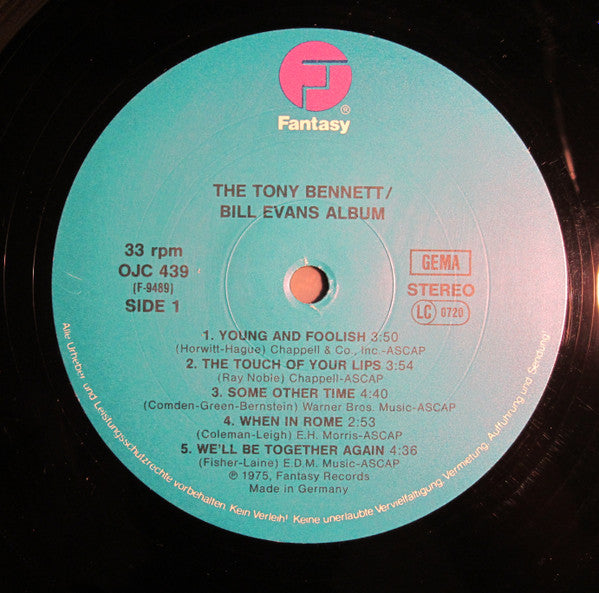 Fantasy®
THE TONY BENNETT/
BILL EVANS ALBUM
33 rpm
OJC 439
(F-9489)
SIDE 1
GEMA
STEREO
LC 0720
1. YOUNG AND FOOLISH 3:50
(Horwitt-Hague) Chappell & Co., Inc.-ASCAP
2. THE TOUCH OF YOUR LIPS 3:54
(Ray Noble) Chappell-ASCAP
3. SOME OTHER TIME 4:40
(Comden-Green-Bernstein) Warner Bros. Music-ASCAP
4. WHEN IN ROME 2:53
(Coleman-Leigh) E.H. Morris-ASCAP
5. WE'LL BE TOGETHER AGAIN 4:36
(Fisher-Laine) E.D.M. Music-ASCAP
℗ 1975, Fantasy Records
Made in Germany
Alle Urheber und Leistungsschutzrechte vorbehalten. Kein Verleih! Keine unerlaubte Vervielfältigung, Vermietung, Aufführung und Sendung!